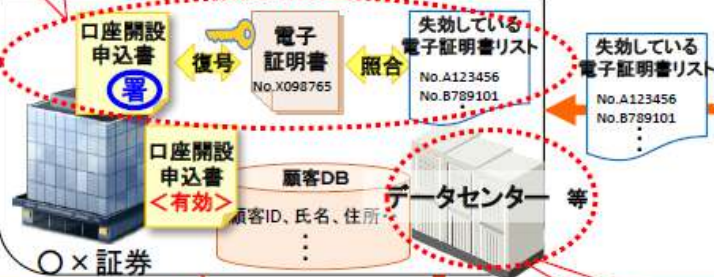 口座開設
申込書
署
復号
電子
証明書
No.X098765
照合
失効している
電子証明書リスト
No.A123456
No.B789101
⋮
失効している
電子証明書リスト
No.A123456
No.B789101
⋮
口座開設
申込書
＜有効＞
顧客DB
顧客ID、氏名、住所
⋮
データセンター 等
○×証券